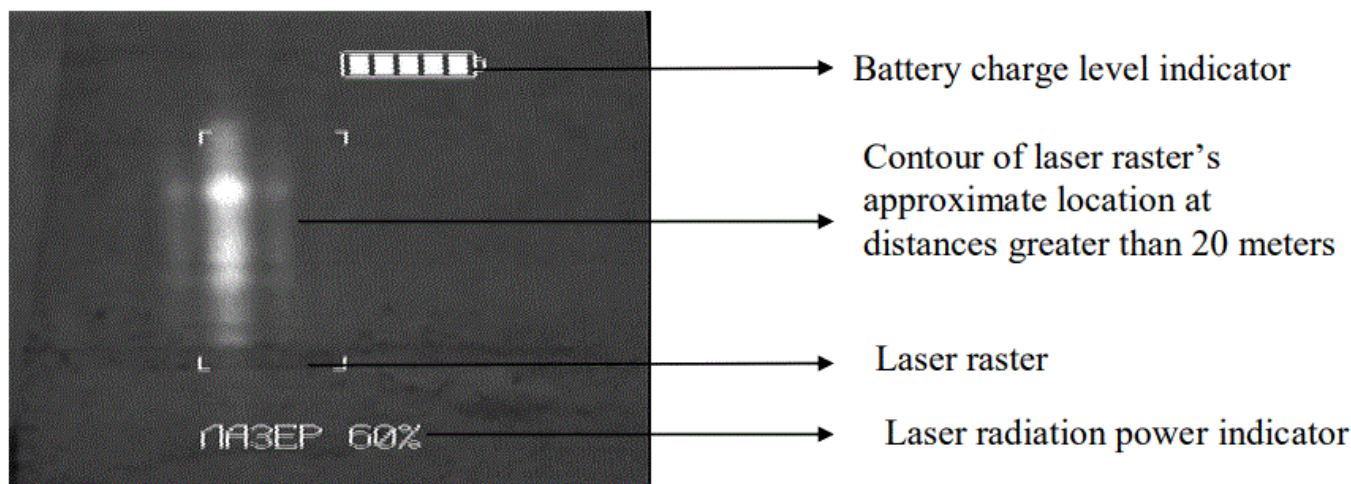 Battery charge level indicator
Contour of laser raster’s
approximate location at
distances greater than 20 meters
Laser raster
ЛАЗЕР 60%
Laser radiation power indicator